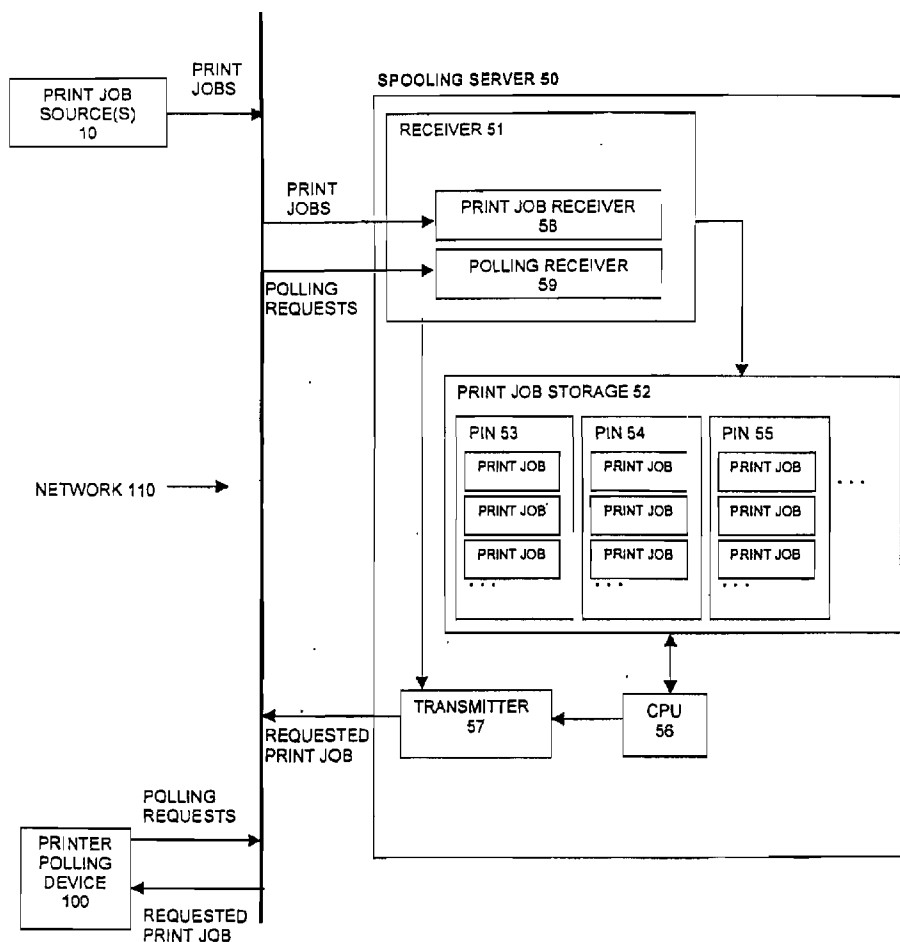 PRINT
JOBS
PRINT JOB
SOURCE(S)
10
SPOOLING SERVER 50
RECEIVER 51
PRINT
JOBS
PRINT JOB RECEIVER
58
POLLING RECEIVER
59
POLLING
REQUESTS
PRINT JOB STORAGE 52
PIN 53
PRINT JOB
PRINT JOB
PRINT JOB
...
PIN 54
PRINT JOB
PRINT JOB
PRINT JOB
...
PIN 55
PRINT JOB
PRINT JOB
PRINT JOB
...
...
NETWORK 110
TRANSMITTER
57
CPU
56
REQUESTED
PRINT JOB
POLLING
REQUESTS
PRINTER
POLLING
DEVICE
100
REQUESTED
PRINT JOB